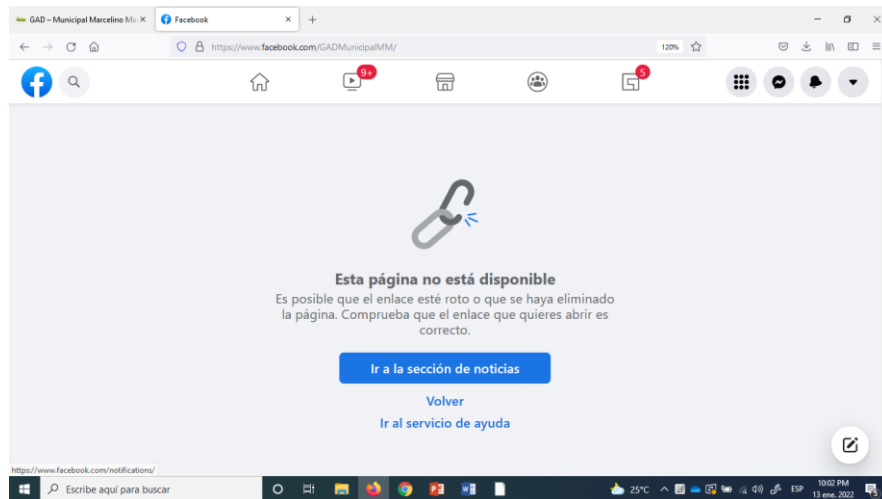 GAD – Municipal Marcelino Ma
Facebook
https://www.facebook.com/GADMunicipalMM/
120%
9+
5
Esta página no está disponible
Es posible que el enlace esté roto o que se haya eliminado
la página. Comprueba que el enlace que quieres abrir es
correcto.
Ir a la sección de noticias
Volver
Ir al servicio de ayuda
https://www.facebook.com/notifications/
Escribe aquí para buscar
25°C
ESP
10:02 PM
13 ene. 2022